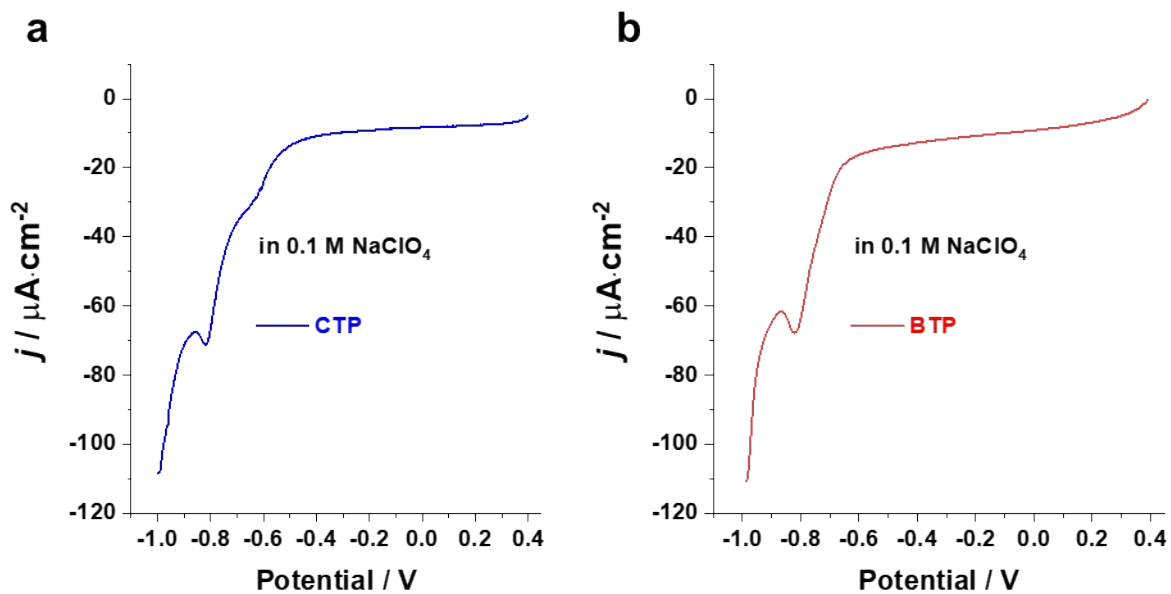 a
0
-20
-40
-60
-80
-100
-120
j / μA·cm-2
in 0.1 M NaClO4
CTP
-1.0 -0.8 -0.6 -0.4 -0.2 0.0 0.2 0.4
Potential / V
b
0
-20
-40
-60
-80
-100
-120
j / μA·cm-2
in 0.1 M NaClO4
BTP
-1.0 -0.8 -0.6 -0.4 -0.2 0.0 0.2 0.4
Potential / V